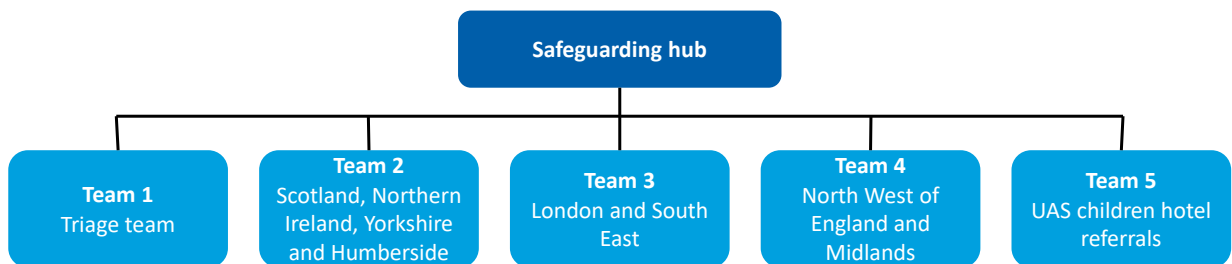 Safeguarding hub
Team 1
Triage team
Team 2
Scotland, Northern
Ireland, Yorkshire
and Humberside
Team 3
London and South
East
Team 4
North West of
England and
Midlands
Team 5
UAS children hotel
referrals